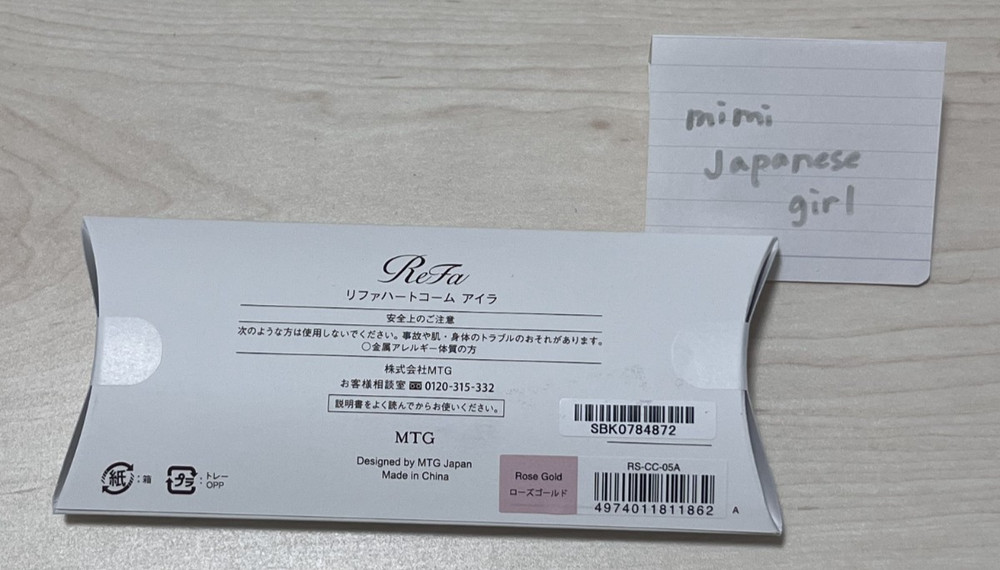 mimi
Japanese
girl
ReFa
リファハートコーム アイラ
安全上のご注意
次のような方は使用しないでください。事故や肌・身体のトラブルのおそれがあります。
○金属アレルギー体質の方
株式会社MTG
お客様相談室 0120-315-332
説明書をよく読んでからお使いください。
MTG
Designed by MTG Japan
Made in China
紙:箱
プラ:トレー
OPP
SBK0784872
Rose Gold
ローズゴールド
RS-CC-05A
4974011811862
A